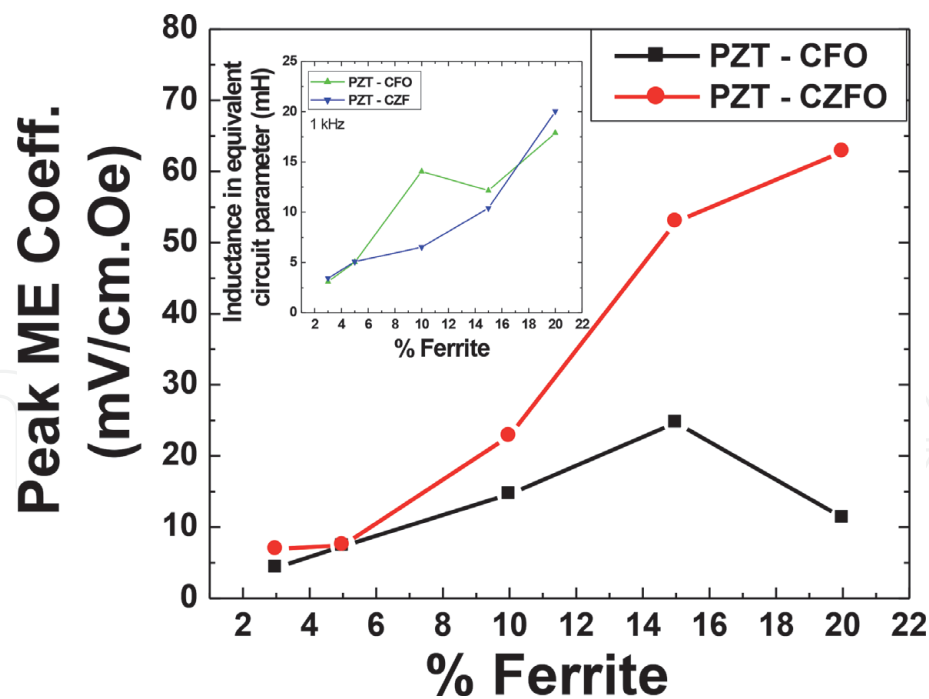 80
70
60
50
40
30
20
10
0
Peak ME Coeff.
(mV/cm.Oe)
2 4 6 8 10 12 14 16 18 20 22
% Ferrite
PZT - CFO
PZT - CZFO
25
20
15
10
5
0
Inductance in equivalent
circuit parameter (mH)
PZT - CFO
PZT - CZF
1 kHz
2 4 6 8 10 12 14 16 18 20 22
% Ferrite